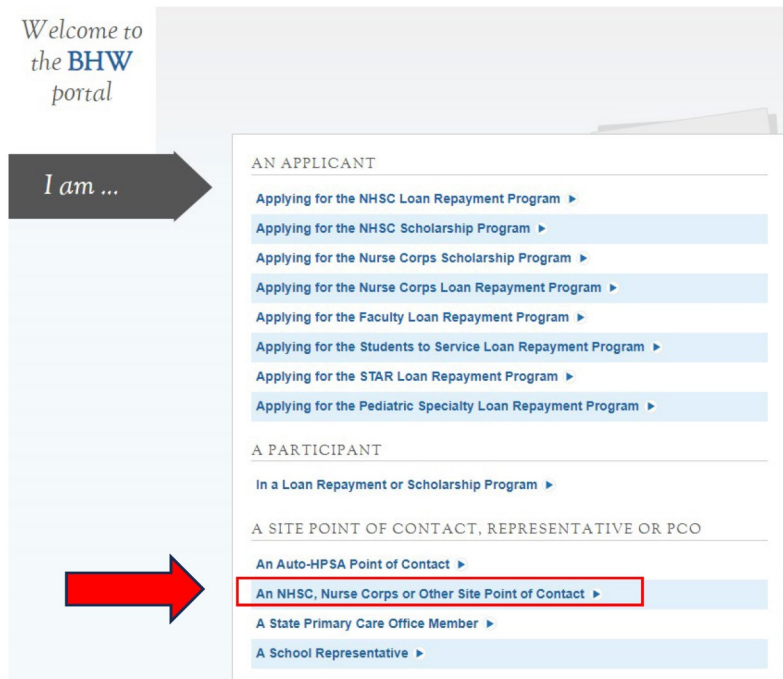 Welcome to
the BHW
portal
I am ...
AN APPLICANT
Applying for the NHSC Loan Repayment Program
Applying for the NHSC Scholarship Program
Applying for the Nurse Corps Scholarship Program
Applying for the Nurse Corps Loan Repayment Program
Applying for the Faculty Loan Repayment Program
Applying for the Students to Service Loan Repayment Program
Applying for the STAR Loan Repayment Program
Applying for the Pediatric Specialty Loan Repayment Program
A PARTICIPANT
In a Loan Repayment or Scholarship Program
A SITE POINT OF CONTACT, REPRESENTATIVE OR PCO
An Auto-HPSA Point of Contact
An NHSC, Nurse Corps or Other Site Point of Contact
A State Primary Care Office Member
A School Representative